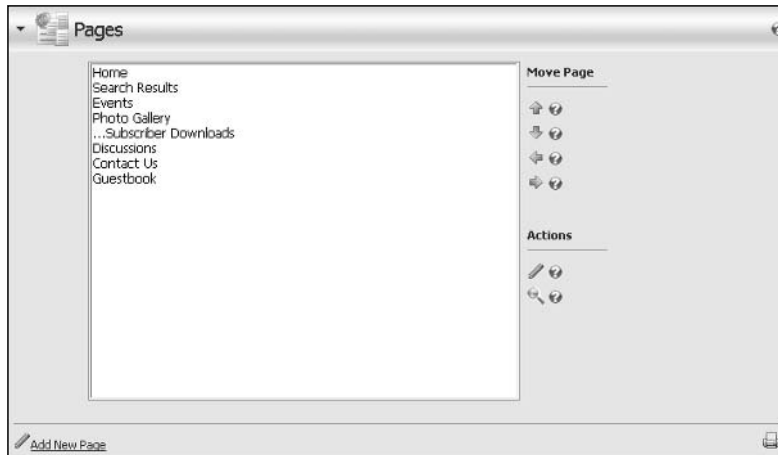 Pages
Home
Search Results
Events
Photo Gallery
...Subscriber Downloads
Discussions
Contact Us
Guestbook
Move Page
Actions
Add New Page